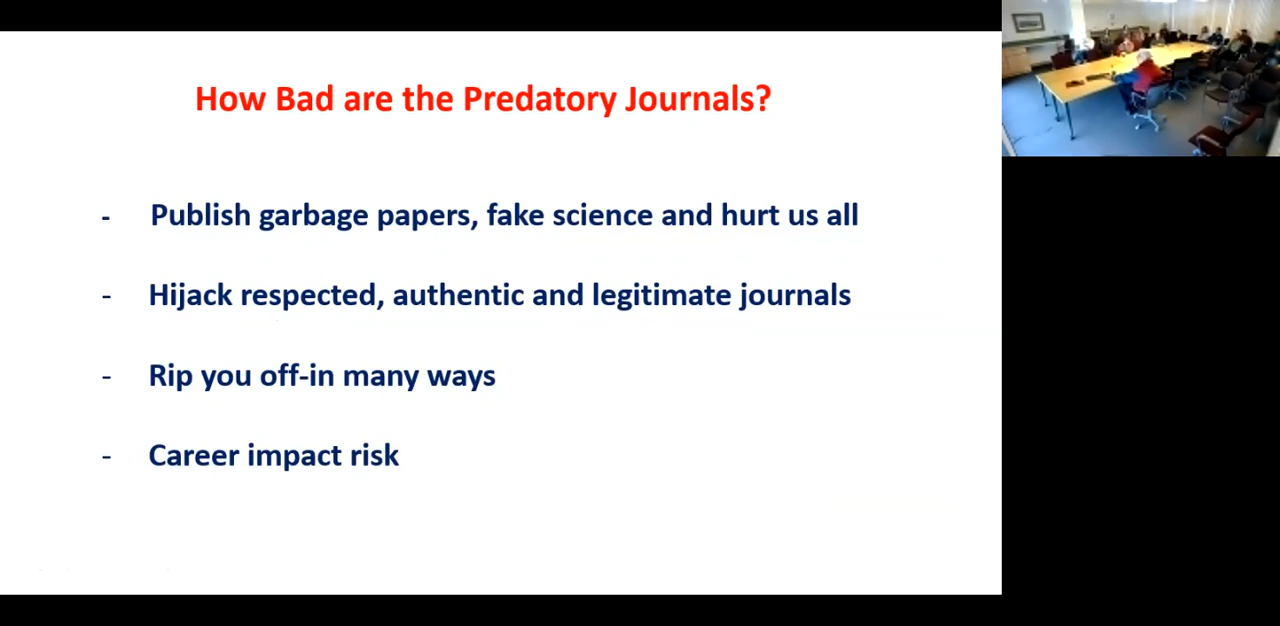 How Bad are the Predatory Journals?
- Publish garbage papers, fake science and hurt us all
- Hijack respected, authentic and legitimate journals
- Rip you off-in many ways
- Career impact risk